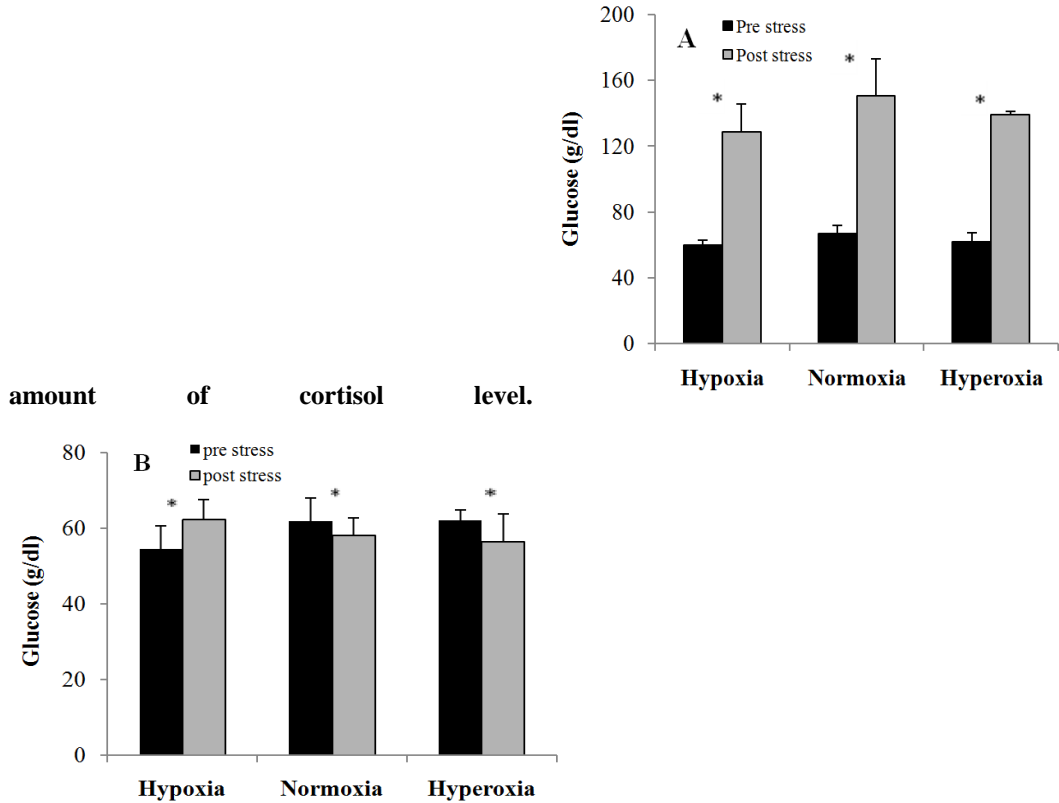 A
Pre stress
Post stress
Glucose (g/dl)
200
160
120
80
40
0
*
*
*
Hypoxia Normoxia Hyperoxia
amount of cortisol level.
B
pre stress
post stress
Glucose (g/dl)
80
60
40
20
0
*
*
*
Hypoxia Normoxia Hyperoxia